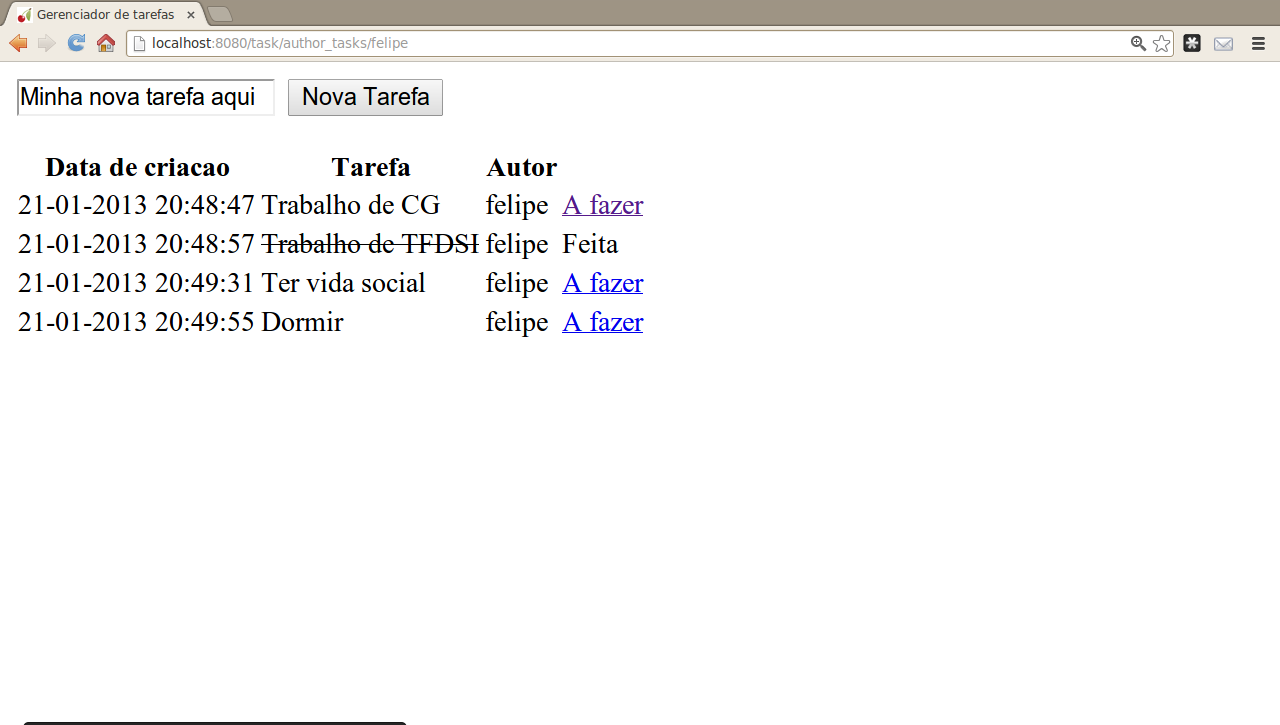 Gerenciador de tarefas
localhost:8080/task/author_tasks/felipe
Minha nova tarefa aqui Nova Tarefa
Data de criacao Tarefa Autor
21-01-2013 20:48:47 Trabalho de CG felipe A fazer
21-01-2013 20:48:57 Trabalho de TFDSI felipe Feita
21-01-2013 20:49:31 Ter vida social felipe A fazer
21-01-2013 20:49:55 Dormir felipe A fazer